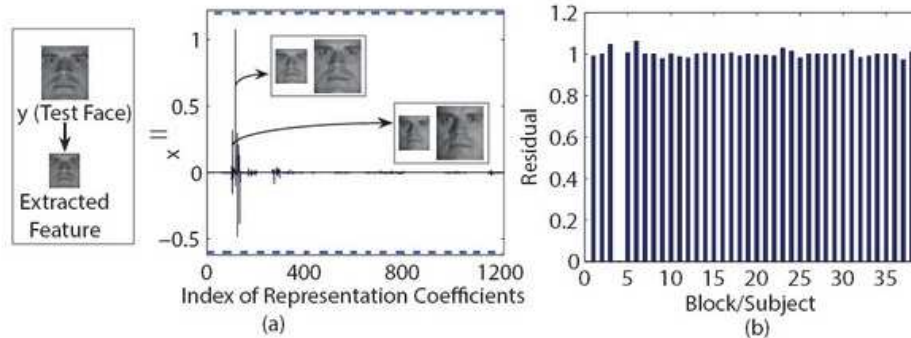 y (Test Face)
Extracted
Feature
x ||
1
0.5
0
−0.5
0
400
800
1200
Index of Representation Coefficients
(a)
Residual
1.2
1
0.8
0.6
0.4
0.2
0
0
5
10
15
20
25
30
35
Block/Subject
(b)